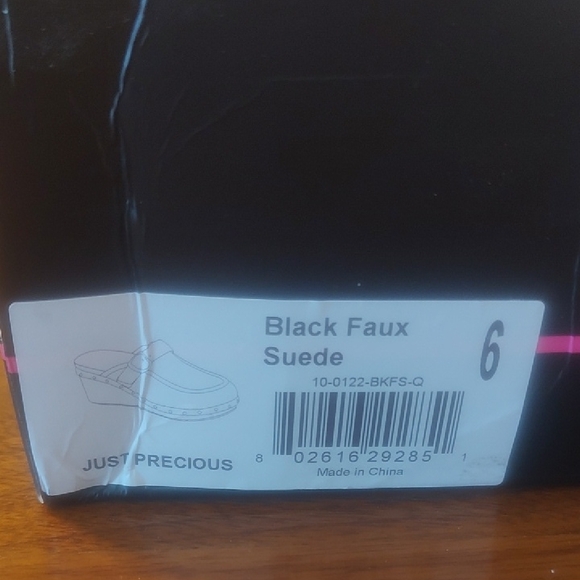 Black Faux
Suede
6
10-0122-BKFS-Q
8 02616 29285 1
Made in China
JUST PRECIOUS